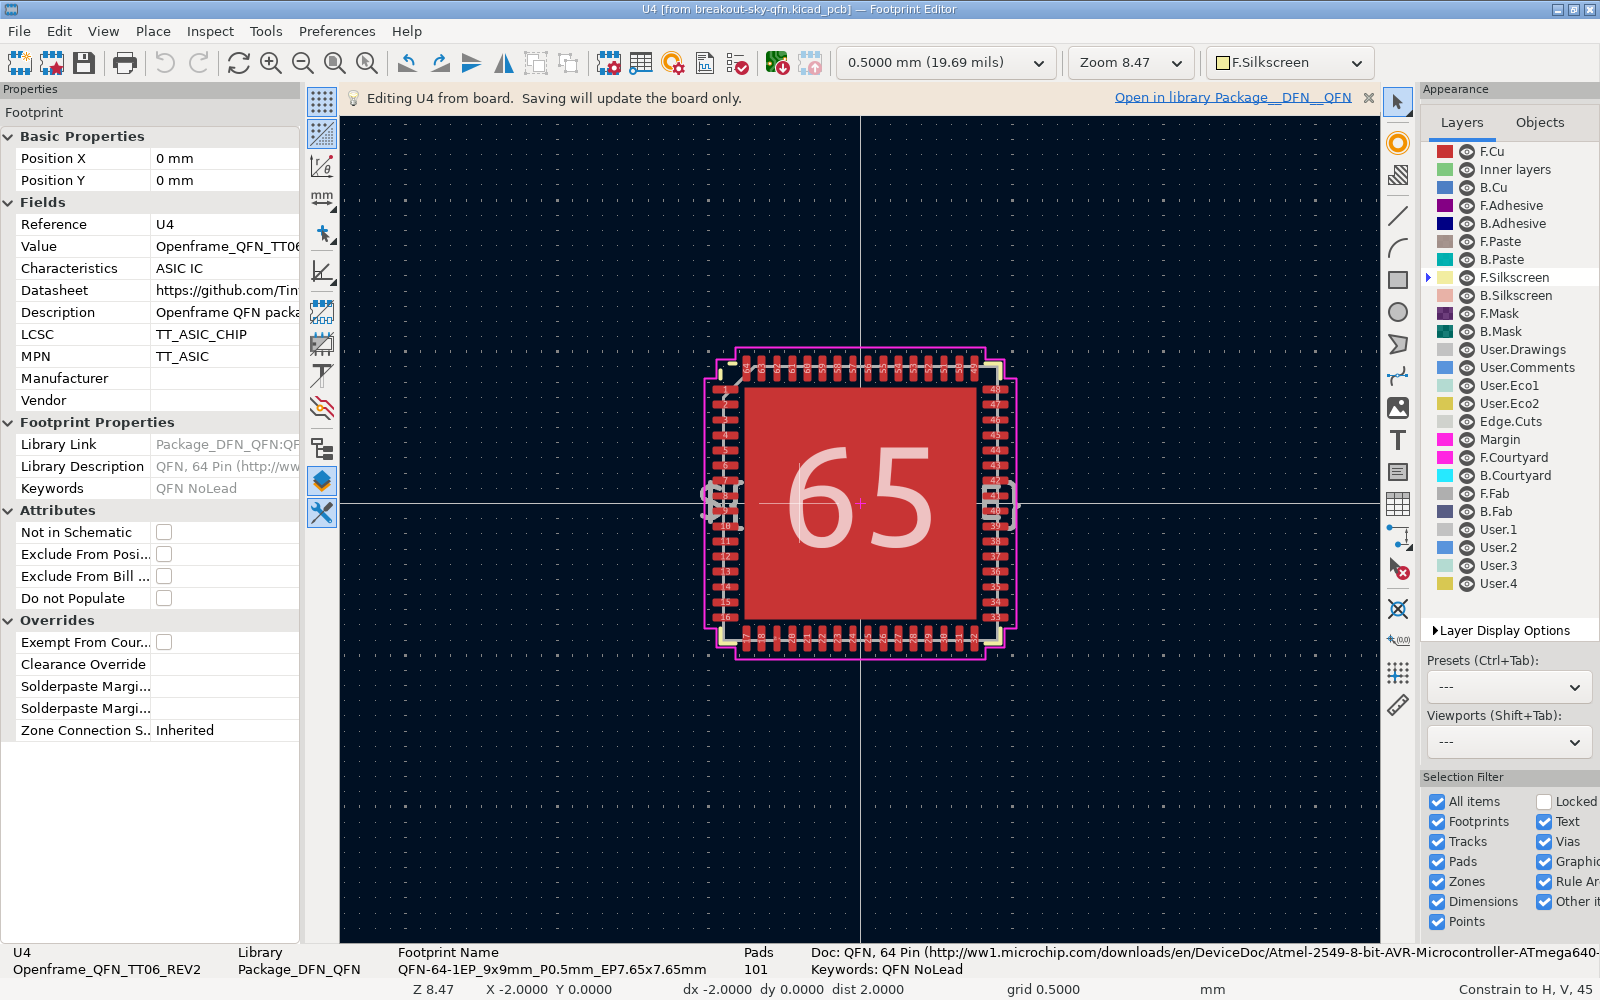 U4 [from breakout-sky-qfn.kicad_pcb] — Footprint Editor
File Edit View Place Inspect Tools Preferences Help
0.5000 mm (19.69 mils) Zoom 8.47 F.Silkscreen
Properties
Footprint
Basic Properties
Position X 0 mm
Position Y 0 mm
Fields
Reference U4
Value Openframe_QFN_TT06
Characteristics ASIC IC
Datasheet https://github.com/Tin
Description Openframe QFN packa
LCSC TT_ASIC_CHIP
MPN TT_ASIC
Manufacturer
Vendor
Footprint Properties
Library Link Package_DFN_QFN:QF
Library Description QFN, 64 Pin (http://ww
Keywords QFN NoLead
Attributes
Not in Schematic
Exclude From Posi...
Exclude From Bill ...
Do not Populate
Overrides
Exempt From Cour...
Clearance Override
Solderpaste Margi...
Solderpaste Margi...
Zone Connection S.. Inherited
Editing U4 from board. Saving will update the board only. Open in library Package__DFN__QFN
mm
65
Appearance
Layers Objects
F.Cu
Inner layers
B.Cu
F.Adhesive
B.Adhesive
F.Paste
B.Paste
F.Silkscreen
B.Silkscreen
F.Mask
B.Mask
User.Drawings
User.Comments
User.Eco1
User.Eco2
Edge.Cuts
Margin
F.Courtyard
B.Courtyard
F.Fab
B.Fab
User.1
User.2
User.3
User.4
Layer Display Options
Presets (Ctrl+Tab):
---
Viewports (Shift+Tab):
---
Selection Filter
All items Locked
Footprints Text
Tracks Vias
Pads Graphic
Zones Rule Ar
Dimensions Other it
Points
U4 Library Footprint Name Pads Doc: QFN, 64 Pin (http://ww1.microchip.com/downloads/en/DeviceDoc/Atmel-2549-8-bit-AVR-Microcontroller-ATmega640-
Openframe_QFN_TT06_REV2 Package_DFN_QFN QFN-64-1EP_9x9mm_P0.5mm_EP7.65x7.65mm 101 Keywords: QFN NoLead
Z 8.47 X -2.0000 Y 0.0000 dx -2.0000 dy 0.0000 dist 2.0000 grid 0.5000 mm Constrain to H, V, 45